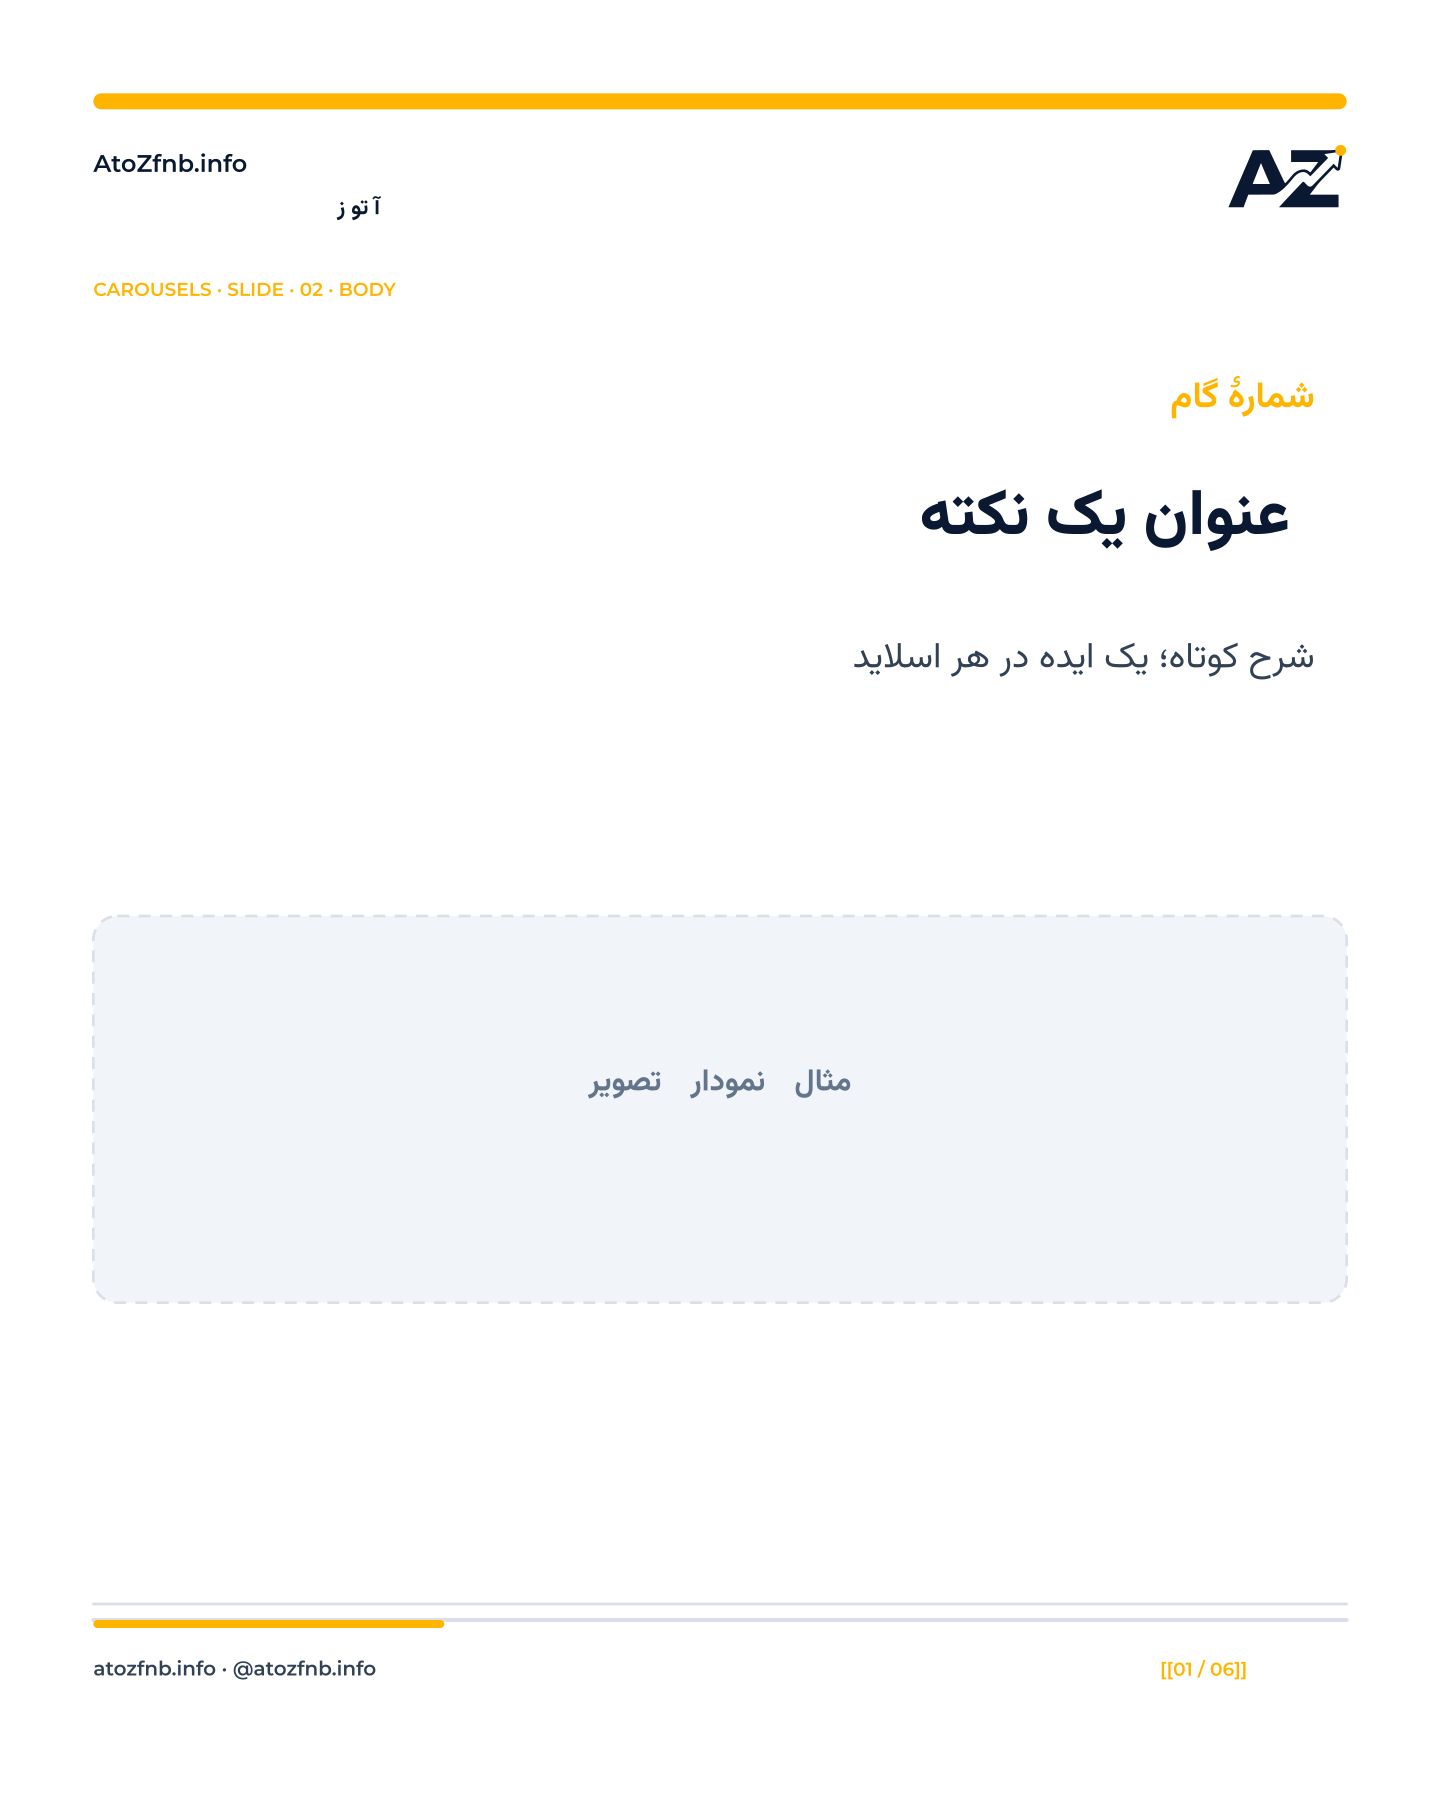 AtoZfnb.info
AZ
آ تو ز
CAROUSELS · SLIDE · 02 · BODY
شمارهٔ گام
عنوان یک نکته
شرح کوتاه؛ یک ایده در هر اسلاید
مثال نمودار تصویر
atozfnb.info · @atozfnb.info
[[01 / 06]]